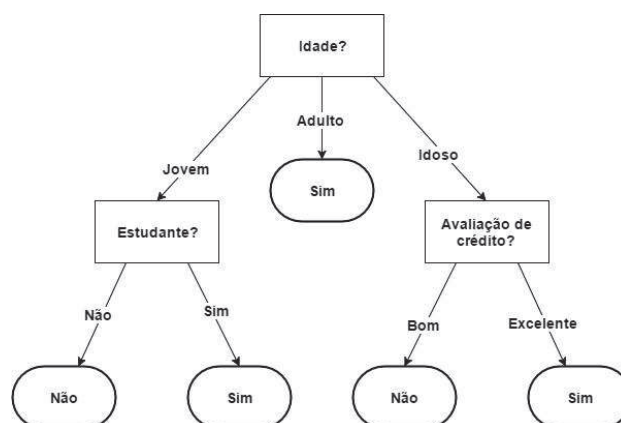 Idade?
Adulto
Jovem
Idoso
Sim
Estudante?
Avaliação de
crédito?
Não
Sim
Bom
Excelente
Não
Sim
Não
Sim